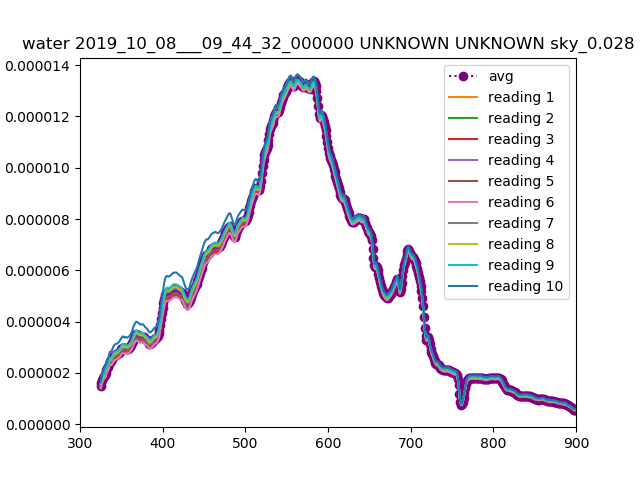 water 2019_10_08___09_44_32_000000 UNKNOWN UNKNOWN sky_0.028
0.000014
0.000012
0.000010
0.000008
0.000006
0.000004
0.000002
0.000000
300 400 500 600 700 800 900
avg
reading 1
reading 2
reading 3
reading 4
reading 5
reading 6
reading 7
reading 8
reading 9
reading 10